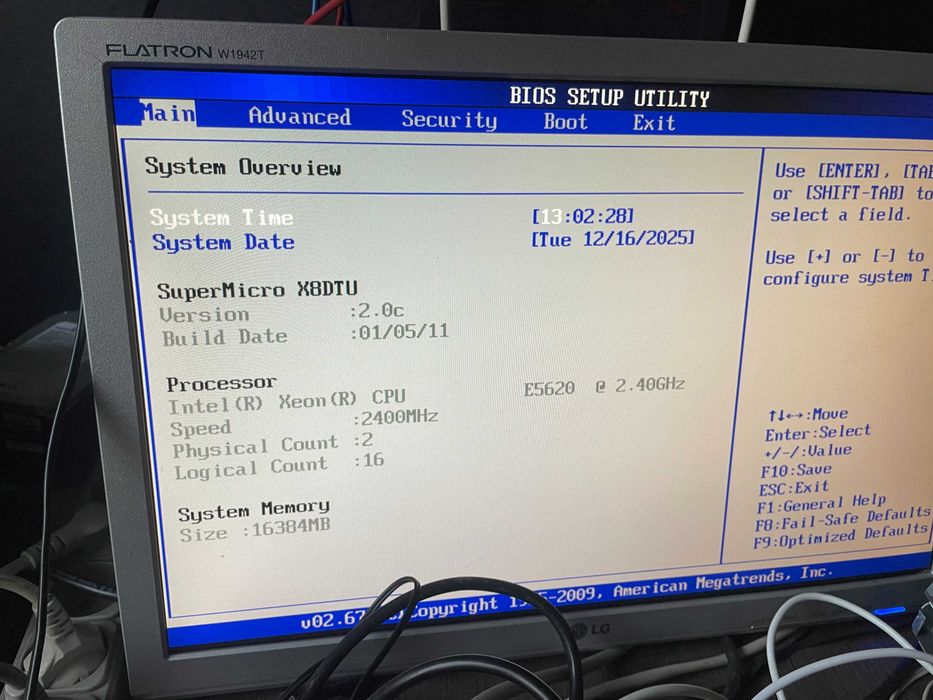 FLATRON W1942T
BIOS SETUP UTILITY
Main Advanced Security Boot Exit
System Overview
System Time [13:02:28]
System Date [Tue 12/16/2025]
SuperMicro X8DTU
Version :2.0c
Build Date :01/05/11
Processor
Intel(R) Xeon(R) CPU E5620 @ 2.40GHz
Speed :2400MHz
Physical Count :2
Logical Count :16
System Memory
Size :16384MB
Use [ENTER], [TAB
or [SHIFT-TAB] to
select a field.
Use [+] or [-] to
configure system T
↑↓←→:Move
Enter:Select
+/-/:Value
F10:Save
ESC:Exit
F1:General Help
F8:Fail-Safe Defaults
F9:Optimized Defaults
v02.67 Copyright 1985-2009, American Megatrends, Inc.
LG